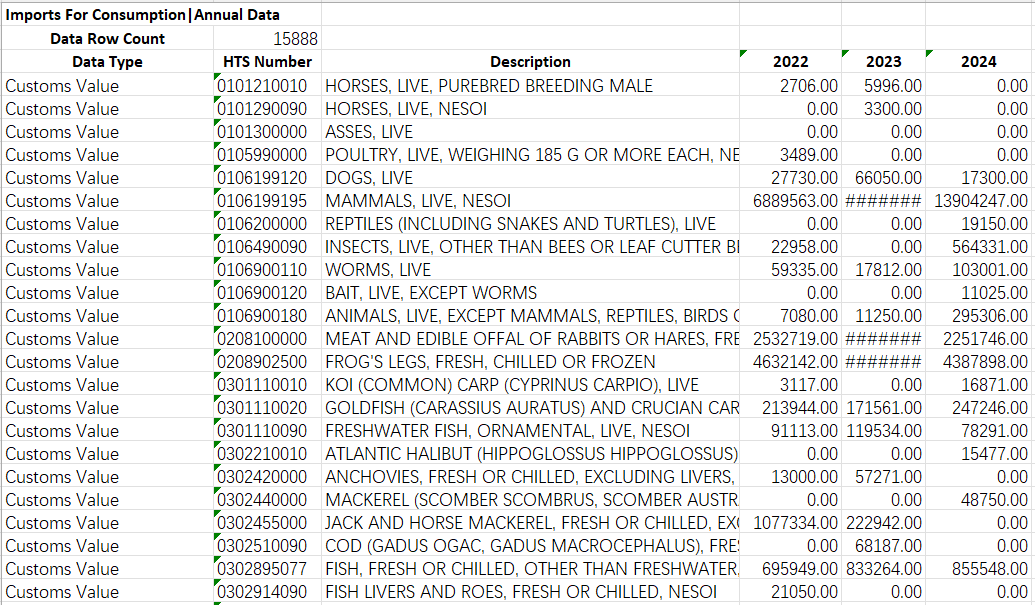 Imports For Consumption|Annual Data
Data Row Count 15888
Data Type HTS Number Description 2022 2023 2024
Customs Value 0101210010 HORSES, LIVE, PUREBRED BREEDING MALE 2706.00 5996.00 0.00
Customs Value 0101290090 HORSES, LIVE, NESOI 0.00 3300.00 0.00
Customs Value 0101300000 ASSES, LIVE 0.00 0.00 0.00
Customs Value 0105990000 POULTRY, LIVE, WEIGHING 185 G OR MORE EACH, NE 3489.00 0.00 0.00
Customs Value 0106199120 DOGS, LIVE 27730.00 66050.00 17300.00
Customs Value 0106199195 MAMMALS, LIVE, NESOI 6889563.00 ####### 13904247.00
Customs Value 0106200000 REPTILES (INCLUDING SNAKES AND TURTLES), LIVE 0.00 0.00 19150.00
Customs Value 0106490090 INSECTS, LIVE, OTHER THAN BEES OR LEAF CUTTER BI 22958.00 0.00 564331.00
Customs Value 0106900110 WORMS, LIVE 59335.00 17812.00 103001.00
Customs Value 0106900120 BAIT, LIVE, EXCEPT WORMS 0.00 0.00 11025.00
Customs Value 0106900180 ANIMALS, LIVE, EXCEPT MAMMALS, REPTILES, BIRDS 7080.00 11250.00 295306.00
Customs Value 0208100000 MEAT AND EDIBLE OFFAL OF RABBITS OR HARES, FRE 2532719.00 ####### 2251746.00
Customs Value 0208902500 FROG'S LEGS, FRESH, CHILLED OR FROZEN 4632142.00 ####### 4387898.00
Customs Value 0301110010 KOI (COMMON) CARP (CYPRINUS CARPIO), LIVE 3117.00 0.00 16871.00
Customs Value 0301110020 GOLDFISH (CARASSIUS AURATUS) AND CRUCIAN CAR 213944.00 171561.00 247246.00
Customs Value 0301110090 FRESHWATER FISH, ORNAMENTAL, LIVE, NESOI 91113.00 119534.00 78291.00
Customs Value 0302210010 ATLANTIC HALIBUT (HIPPOGLOSSUS HIPPOGLOSSUS) 0.00 0.00 15477.00
Customs Value 0302420000 ANCHOVIES, FRESH OR CHILLED, EXCLUDING LIVERS, 13000.00 57271.00 0.00
Customs Value 0302440000 MACKEREL (SCOMBER SCOMBRUS, SCOMBER AUSTR 0.00 0.00 48750.00
Customs Value 0302455000 JACK AND HORSE MACKEREL, FRESH OR CHILLED, EX 1077334.00 222942.00 0.00
Customs Value 0302510090 COD (GADUS OGAC, GADUS MACROCEPHALUS), FRE 0.00 68187.00 0.00
Customs Value 0302895077 FISH, FRESH OR CHILLED, OTHER THAN FRESHWATER, 695949.00 833264.00 855548.00
Customs Value 0302914090 FISH LIVERS AND ROES, FRESH OR CHILLED, NESOI 21050.00 0.00 0.00